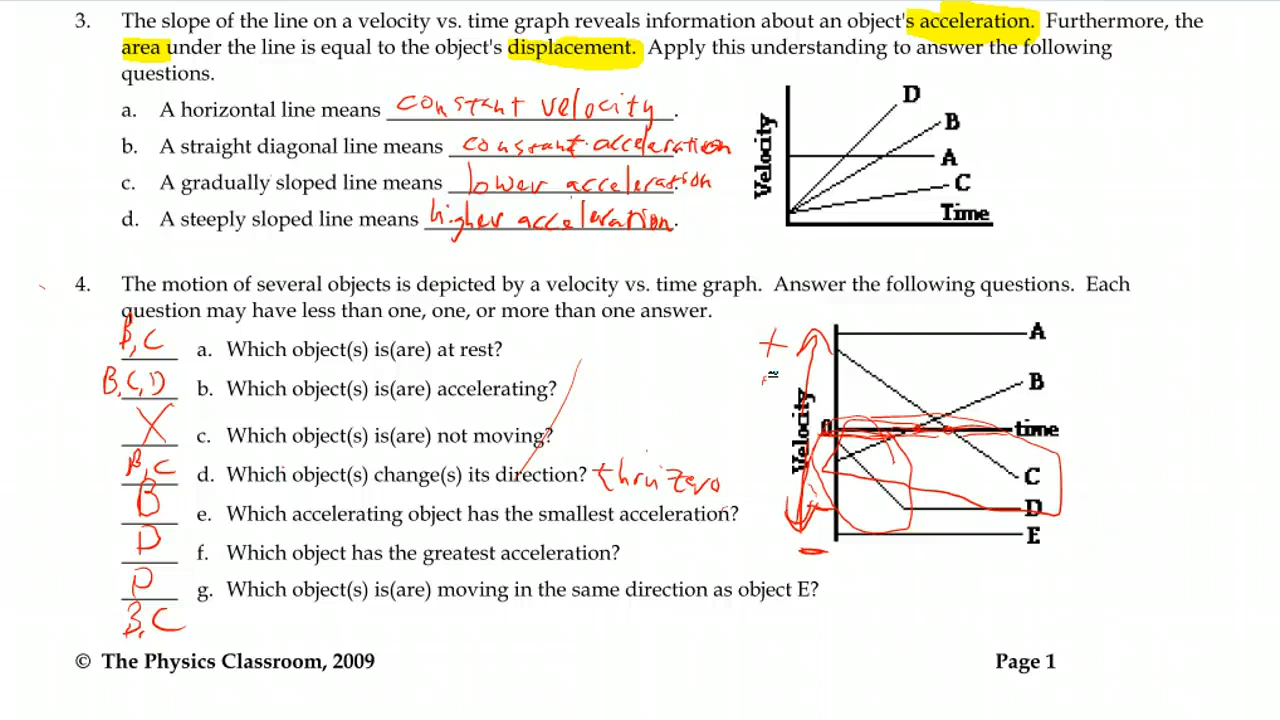 3. The slope of the line on a velocity vs. time graph reveals information about an object's acceleration. Furthermore, the
area under the line is equal to the object's displacement. Apply this understanding to answer the following
questions.
a. A horizontal line means constant velocity.
b. A straight diagonal line means constant acceleration
c. A gradually sloped line means lower acceleration.
d. A steeply sloped line means higher acceleration.
Velocity
D
B
A
C
Time
4. The motion of several objects is depicted by a velocity vs. time graph. Answer the following questions. Each
question may have less than one, one, or more than one answer.
B, C a. Which object(s) is(are) at rest?
B, C, D b. Which object(s) is(are) accelerating?
X c. Which object(s) is(are) not moving?
B, C d. Which object(s) change(s) its direction? thru zero
B e. Which accelerating object has the smallest acceleration?
D f. Which object has the greatest acceleration?
D g. Which object(s) is(are) moving in the same direction as object E?
B, C
+
-
Velocity
0
A
B
time
C
D
E
© The Physics Classroom, 2009 Page 1